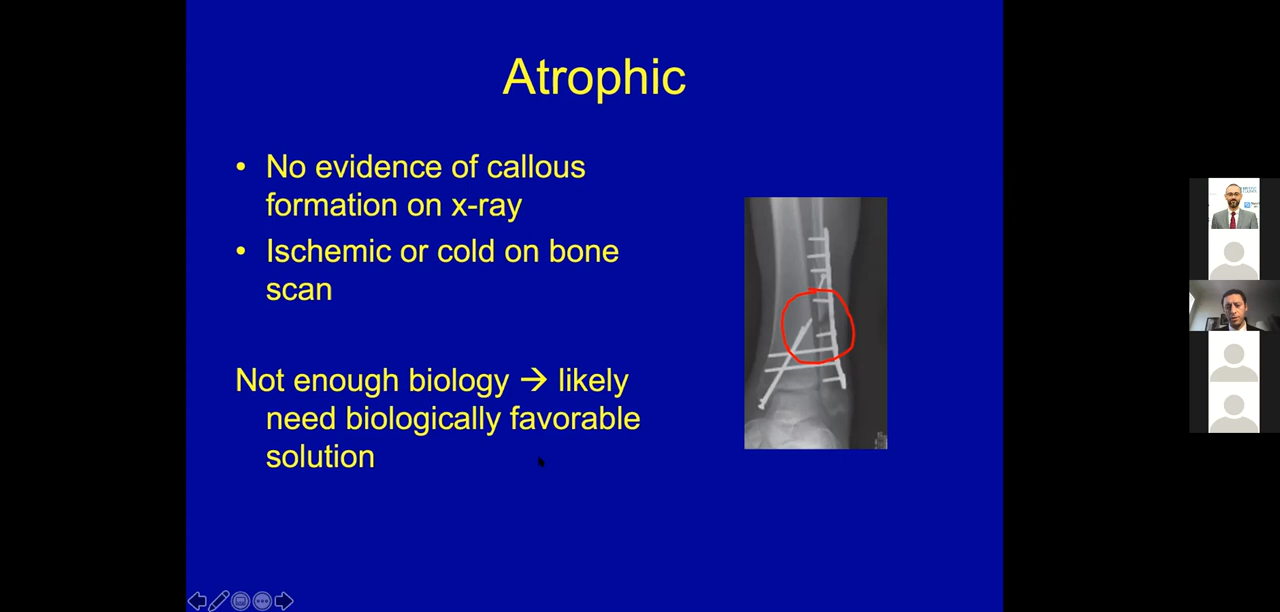 Atrophic
• No evidence of callous
formation on x-ray
• Ischemic or cold on bone
scan
Not enough biology → likely
need biologically favorable
solution